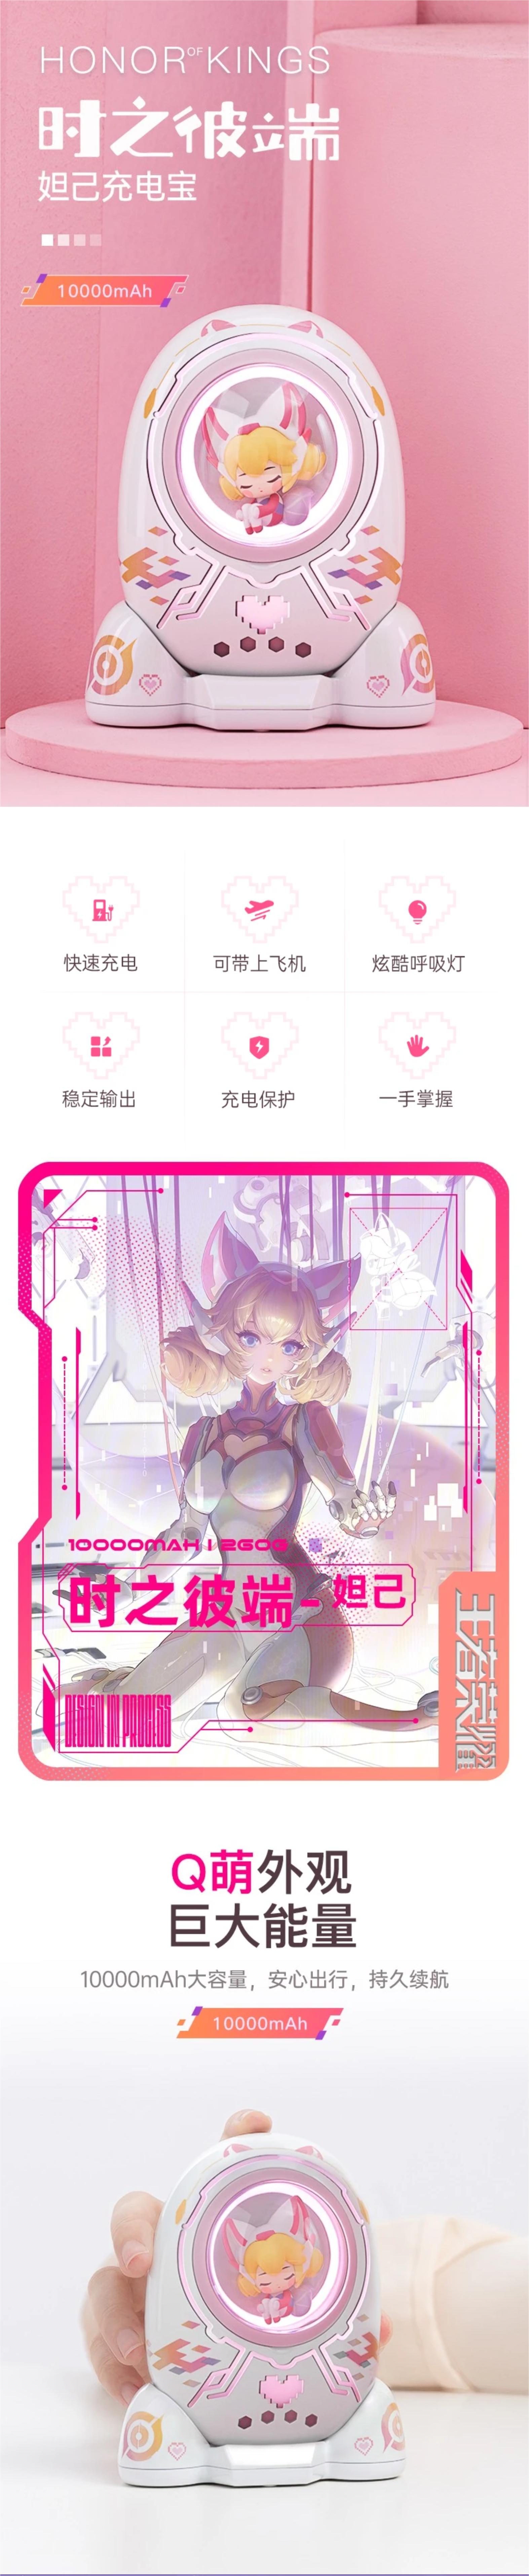 HONOR OF KINGS
时之彼端
妲己充电宝
10000mAh
快速充电
可带上飞机
炫酷呼吸灯
稳定输出
充电保护
一手掌握
10000MAH | 260G
时之彼端-妲己
DESIGN IN PROCESS
王者荣耀
Q萌外观
巨大能量
10000mAh大容量，安心出行，持久续航
10000mAh